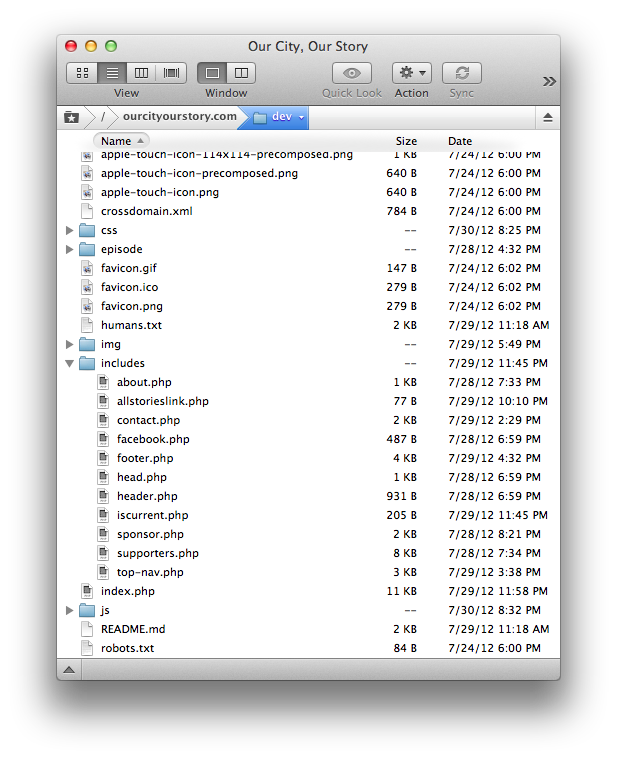 Our City, Our Story
View Window Quick Look Action Sync
/ ourcityourstory.com dev
Name Size Date
apple-touch-icon-114x114-precomposed.png 1 KB 7/24/12 6:00 PM
apple-touch-icon-precomposed.png 640 B 7/24/12 6:00 PM
apple-touch-icon.png 640 B 7/24/12 6:00 PM
crossdomain.xml 784 B 7/24/12 6:00 PM
css -- 7/30/12 8:25 PM
episode -- 7/28/12 4:32 PM
favicon.gif 147 B 7/24/12 6:02 PM
favicon.ico 279 B 7/24/12 6:02 PM
favicon.png 279 B 7/24/12 6:02 PM
humans.txt 2 KB 7/29/12 11:18 AM
img -- 7/29/12 5:49 PM
includes -- 7/29/12 11:45 PM
about.php 1 KB 7/28/12 7:33 PM
allstorieslink.php 77 B 7/29/12 10:10 PM
contact.php 2 KB 7/29/12 2:29 PM
facebook.php 487 B 7/28/12 6:59 PM
footer.php 4 KB 7/29/12 4:32 PM
head.php 1 KB 7/28/12 6:59 PM
header.php 931 B 7/28/12 6:59 PM
iscurrent.php 205 B 7/29/12 11:45 PM
sponsor.php 2 KB 7/28/12 8:21 PM
supporters.php 8 KB 7/28/12 7:34 PM
top-nav.php 3 KB 7/29/12 3:38 PM
index.php 11 KB 7/29/12 11:58 PM
js -- 7/30/12 8:32 PM
README.md 2 KB 7/29/12 11:18 AM
robots.txt 84 B 7/24/12 6:00 PM